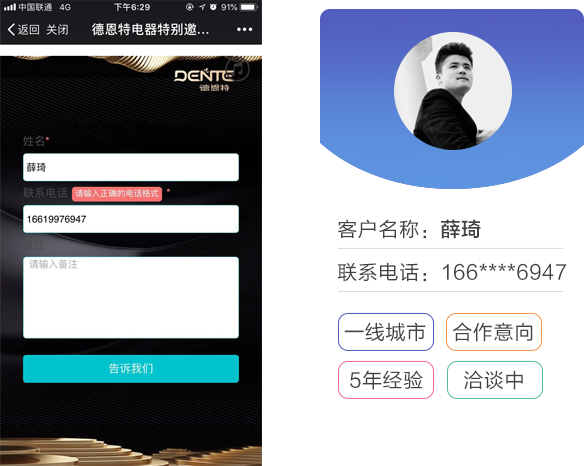 中国联通 4G 下午6:29 91%
返回 关闭 德恩特电器特别邀...
DENTE
德恩特
姓名*
薛琦
联系电话 请输入正确的电话格式 *
16619976947
请输入备注
告诉我们
客户名称：薛琦
联系电话：166****6947
一线城市 合作意向
5年经验 洽谈中